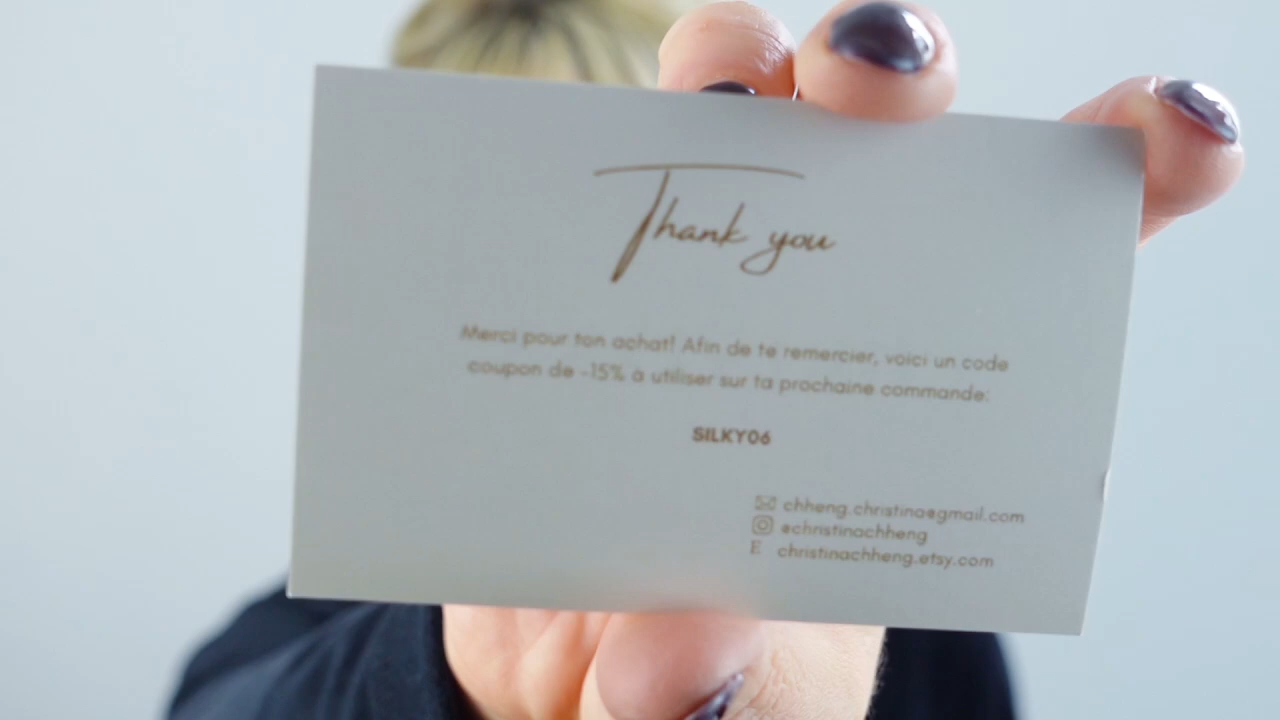 Thank you
Merci pour ton achat! Afin de te remercier, voici un code
coupon de -15% à utiliser sur ta prochaine commande:
SILKY06
chheng.christina@gmail.com
@christinachheng
E christinachheng.etsy.com